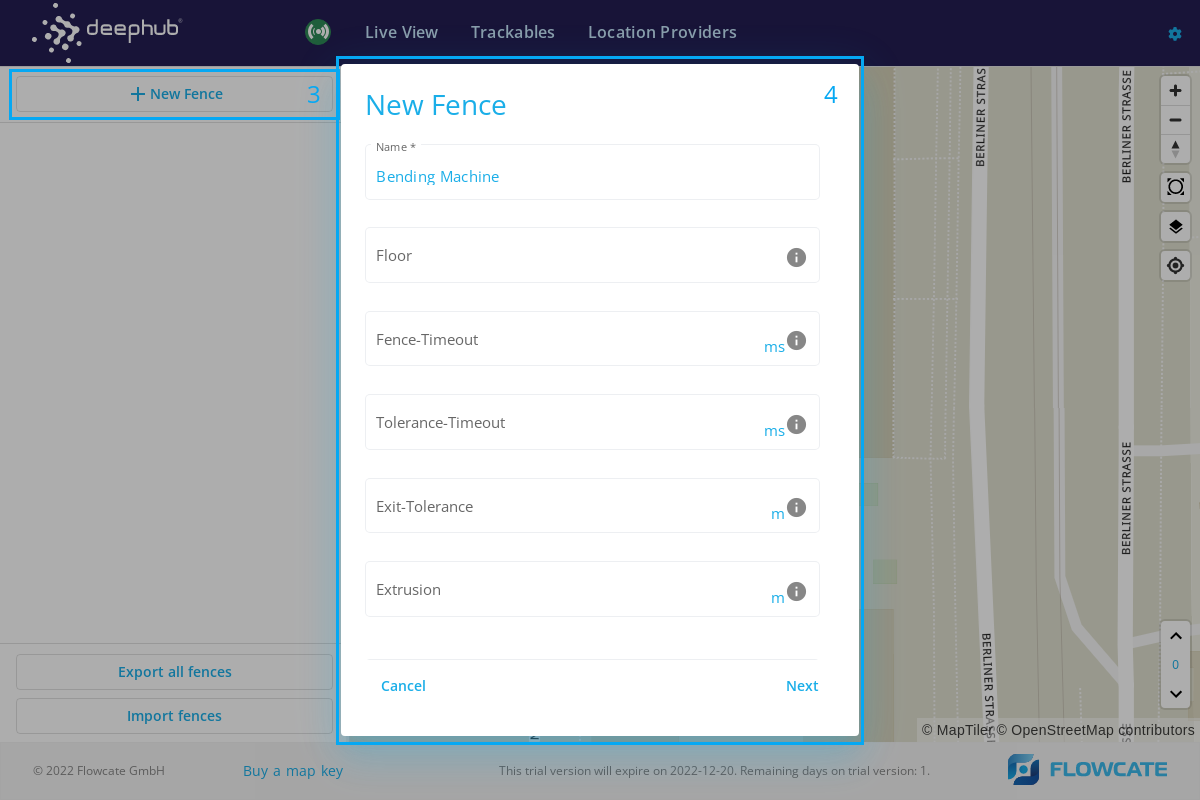 deephub
Live View
Trackables
Location Providers
New Fence
3
New Fence
4
Name *
Bending Machine
Floor
Fence-Timeout
ms
Tolerance-Timeout
ms
Exit-Tolerance
m
Extrusion
m
Cancel
Next
Export all fences
Import fences
BERLINER STRASSE
BERLINER STRASSE
BERLINER STRASSE
BERLINER STRASSE
0
© MapTiler © OpenStreetMap contributors
© 2022 Flowcate GmbH
Buy a map key
This trial version will expire on 2022-12-20. Remaining days on trial version: 1.
FLOWCATE